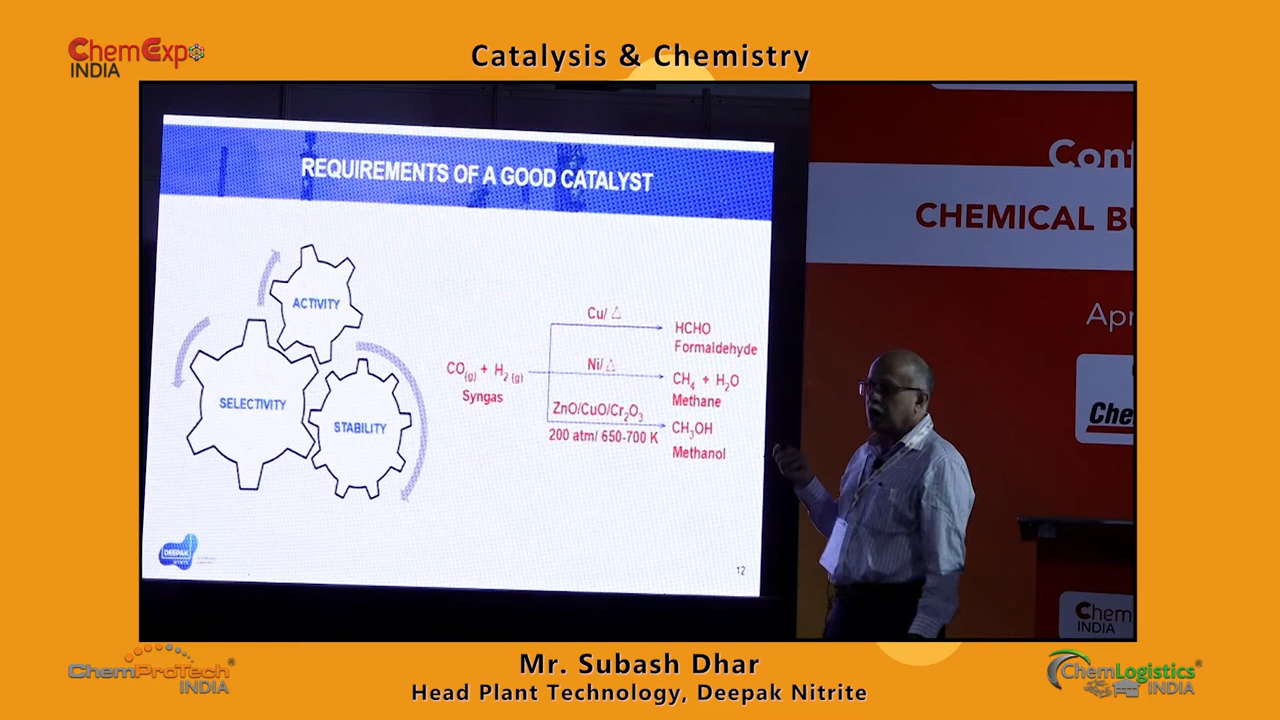 ChemExpo
INDIA
Catalysis & Chemistry
REQUIREMENTS OF A GOOD CATALYST
ACTIVITY
SELECTIVITY
STABILITY
CO(g) + H2 (g)
Syngas
Cu/ △
HCHO
Formaldehyde
Ni/ △
CH4 + H2O
Methane
ZnO/CuO/Cr2O3
200 atm/ 650-700 K
CH3OH
Methanol
DEEPAK
NITRITE
12
Conf
CHEMICAL BU
Apr
Che
Chem
INDIA
ChemProTech®
INDIA
Mr. Subash Dhar
Head Plant Technology, Deepak Nitrite
ChemLogistics®
INDIA